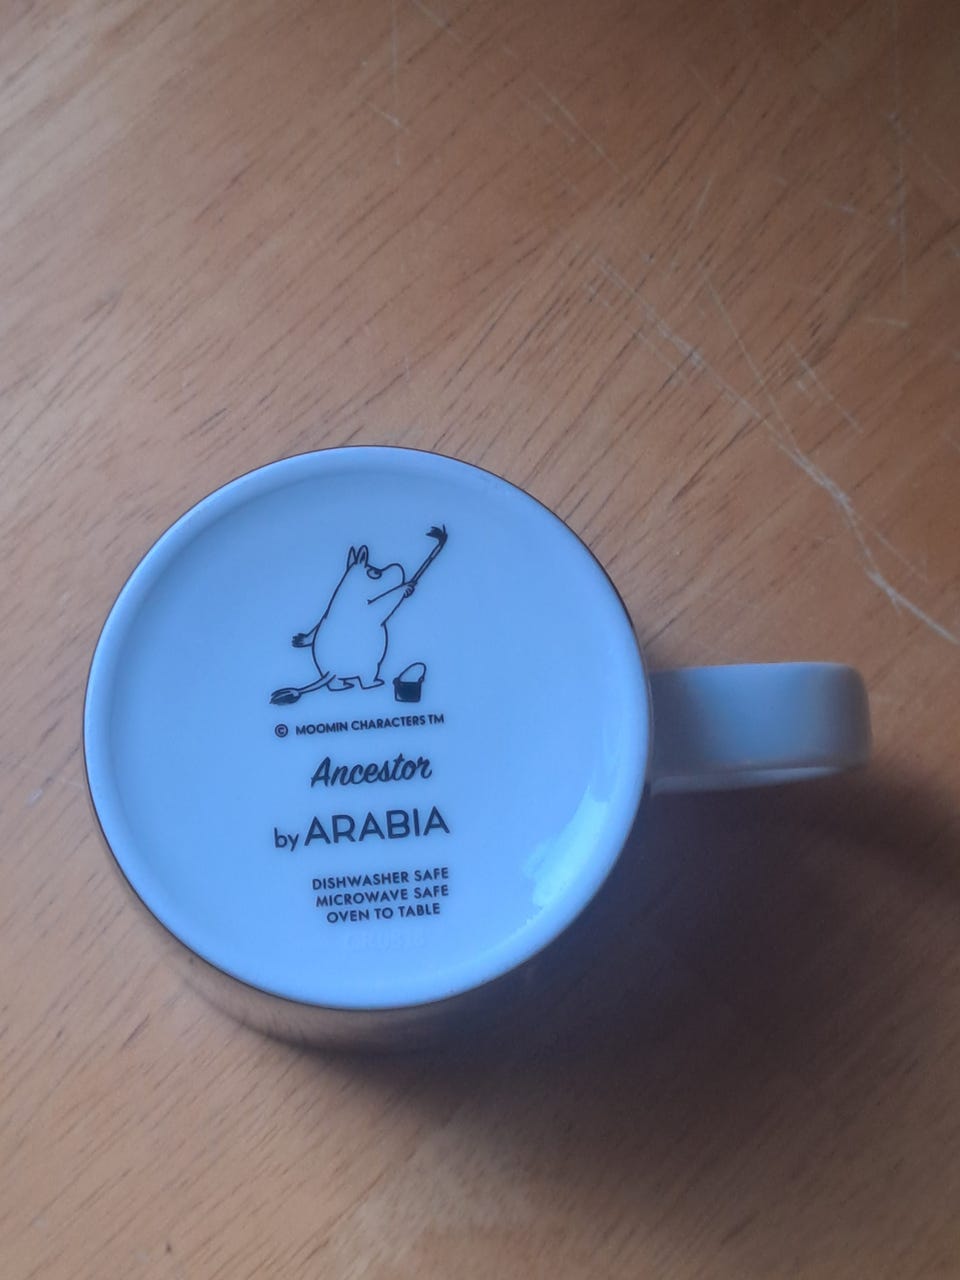 © MOOMIN CHARACTERS TM
Ancestor
by ARABIA
DISHWASHER SAFE
MICROWAVE SAFE
OVEN TO TABLE